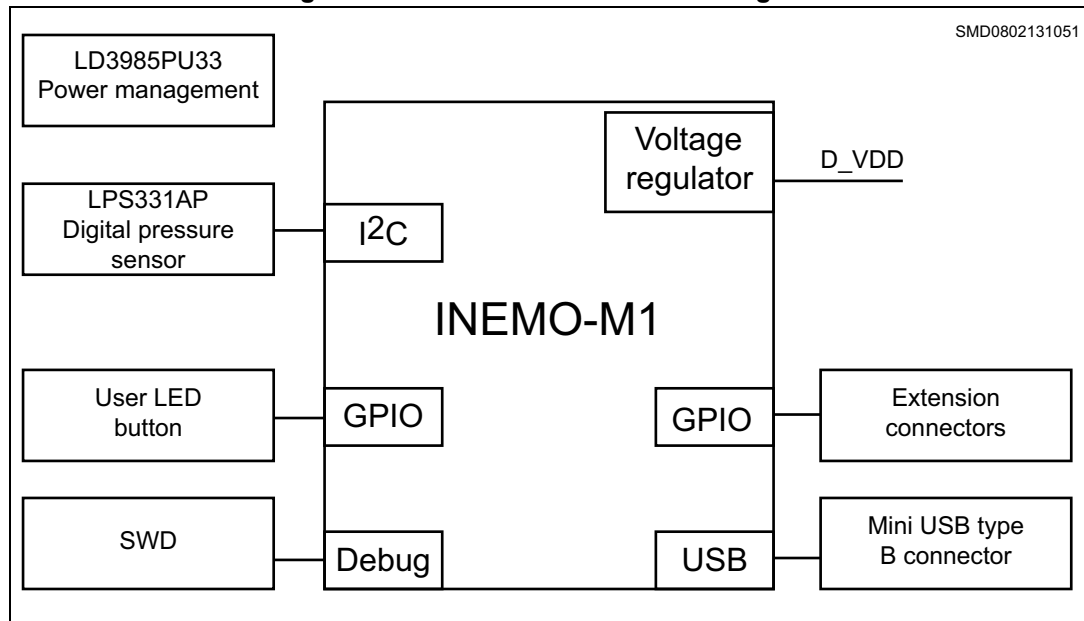 SMD0802131051
LD3985PU33
Power management
Voltage
regulator
D_VDD
LPS331AP
Digital pressure
sensor
I2C
INEMO-M1
User LED
button
GPIO
GPIO
Extension
connectors
SWD
Debug
USB
Mini USB type
B connector